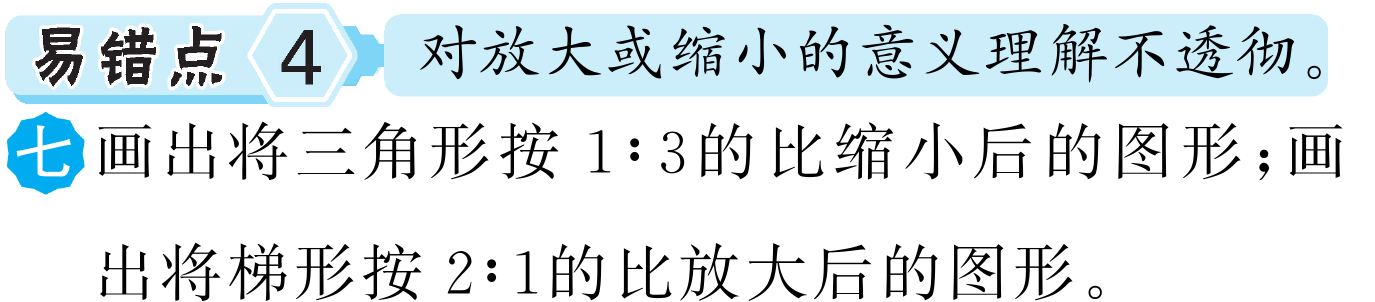 易错点 4 对放大或缩小的意义理解不透彻。
七 画出将三角形按 1∶3的比缩小后的图形;画
出将梯形按 2∶1的比放大后的图形。